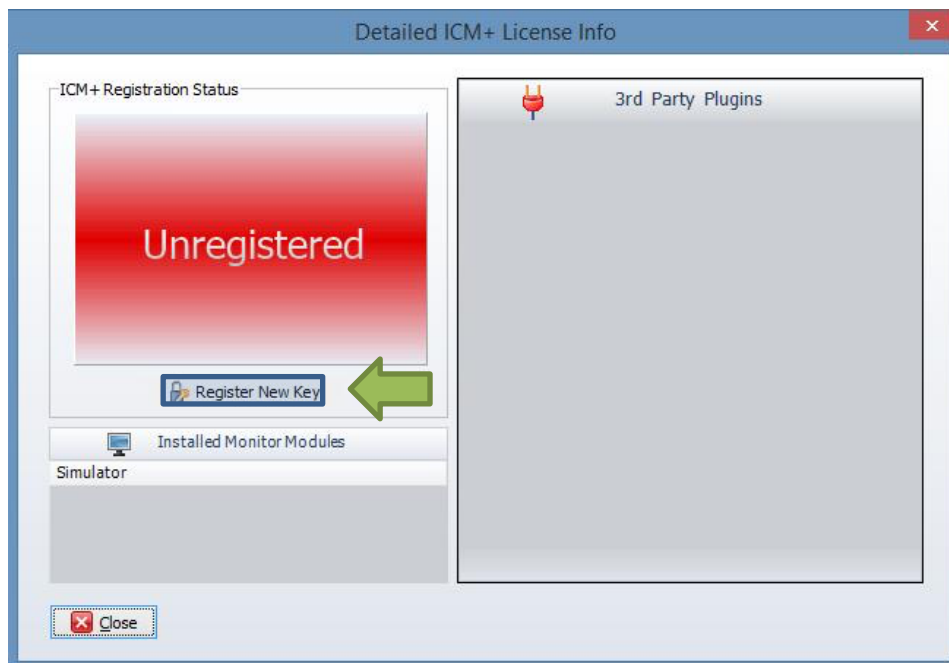 Detailed ICM+ License Info
ICM+ Registration Status
Unregistered
Register New Key
Installed Monitor Modules
Simulator
3rd Party Plugins
Close